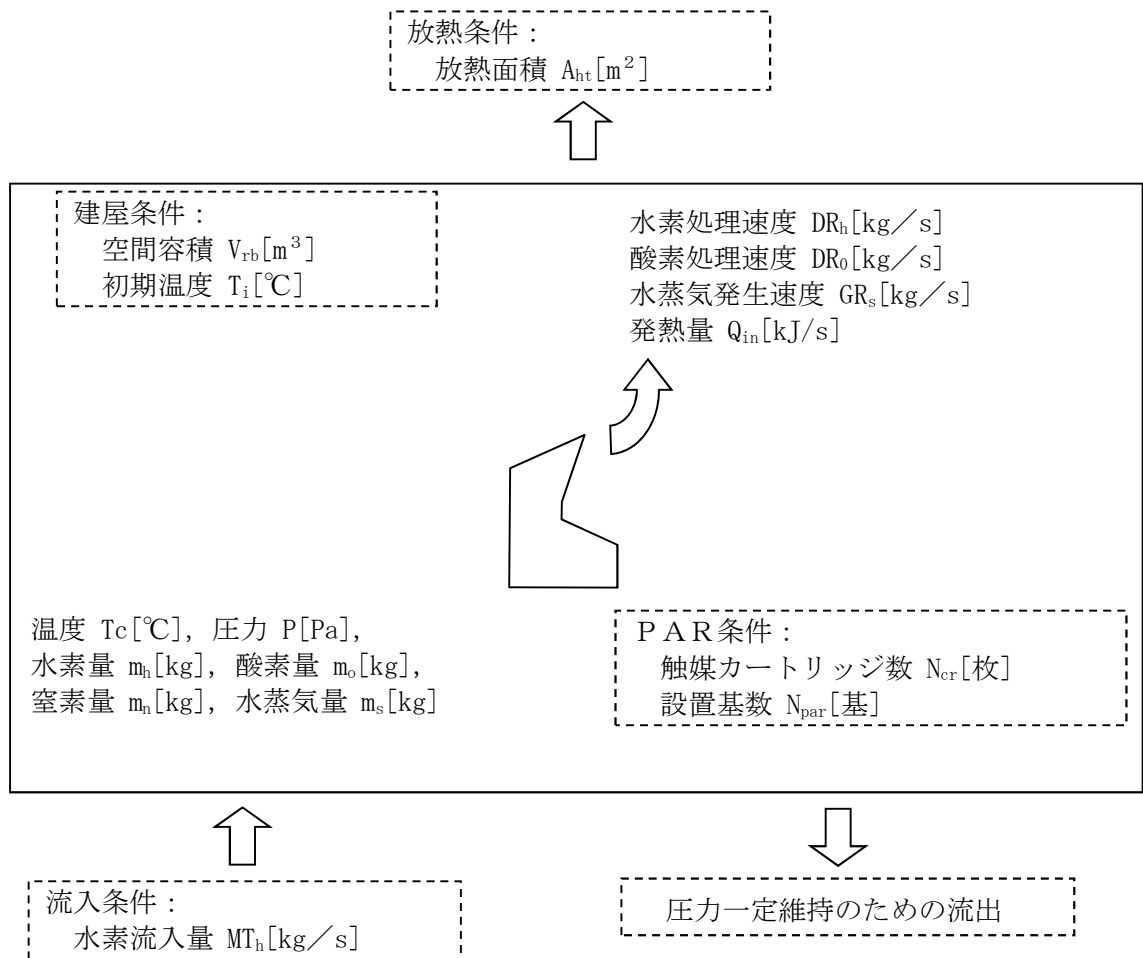 放熱条件：
放熱面積 Aht[m²]
建屋条件：
空間容積 Vrb[m³]
初期温度 Ti[℃]
水素処理速度 DRh[kg／s]
酸素処理速度 DR0[kg／s]
水蒸気発生速度 GRs[kg／s]
発熱量 Qin[kJ/s]
温度 Tc[℃]，圧力 P[Pa]，
水素量 mh[kg]，酸素量 mo[kg]，
窒素量 mn[kg]，水蒸気量 ms[kg]
ＰＡＲ条件：
触媒カートリッジ数 Ncr[枚]
設置基数 Npar[基]
流入条件：
水素流入量 MTh[kg／s]
圧力一定維持のための流出